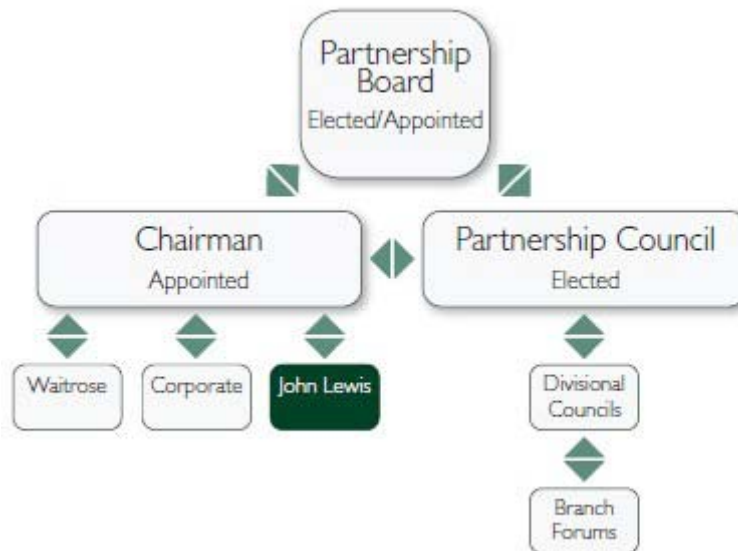 Partnership
Board
Elected/Appointed
Chairman
Appointed
Partnership Council
Elected
Waitrose
Corporate
John Lewis
Divisional
Councils
Branch
Forums